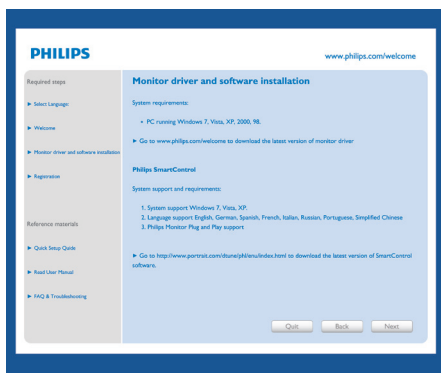 PHILIPS
www.philips.com/welcome
Required steps
► Select Language:
► Welcome
► Monitor driver and software installation
► Registration
Reference materials
► Quick Setup Quide
► Read User Manual
► FAQ & Troubleshooting
Monitor driver and software installation
System requirements:
• PC running Windows 7, Vista, XP, 2000, 98.
► Go to www.philips.com/welcome to download the latest version of monitor driver
Philips SmartControl
System support and requirements:
1. System support Windows 7, Vista, XP.
2. Language support English, German, Spanish, French, Italian, Russian, Portuguese, Simplified Chinese
3. Philips Monitor Plug and Play support
► Go to http://www.portrait.com/dtune/phl/enu/index.html to download the latest version of SmartControl
software.
Quit
Back
Next